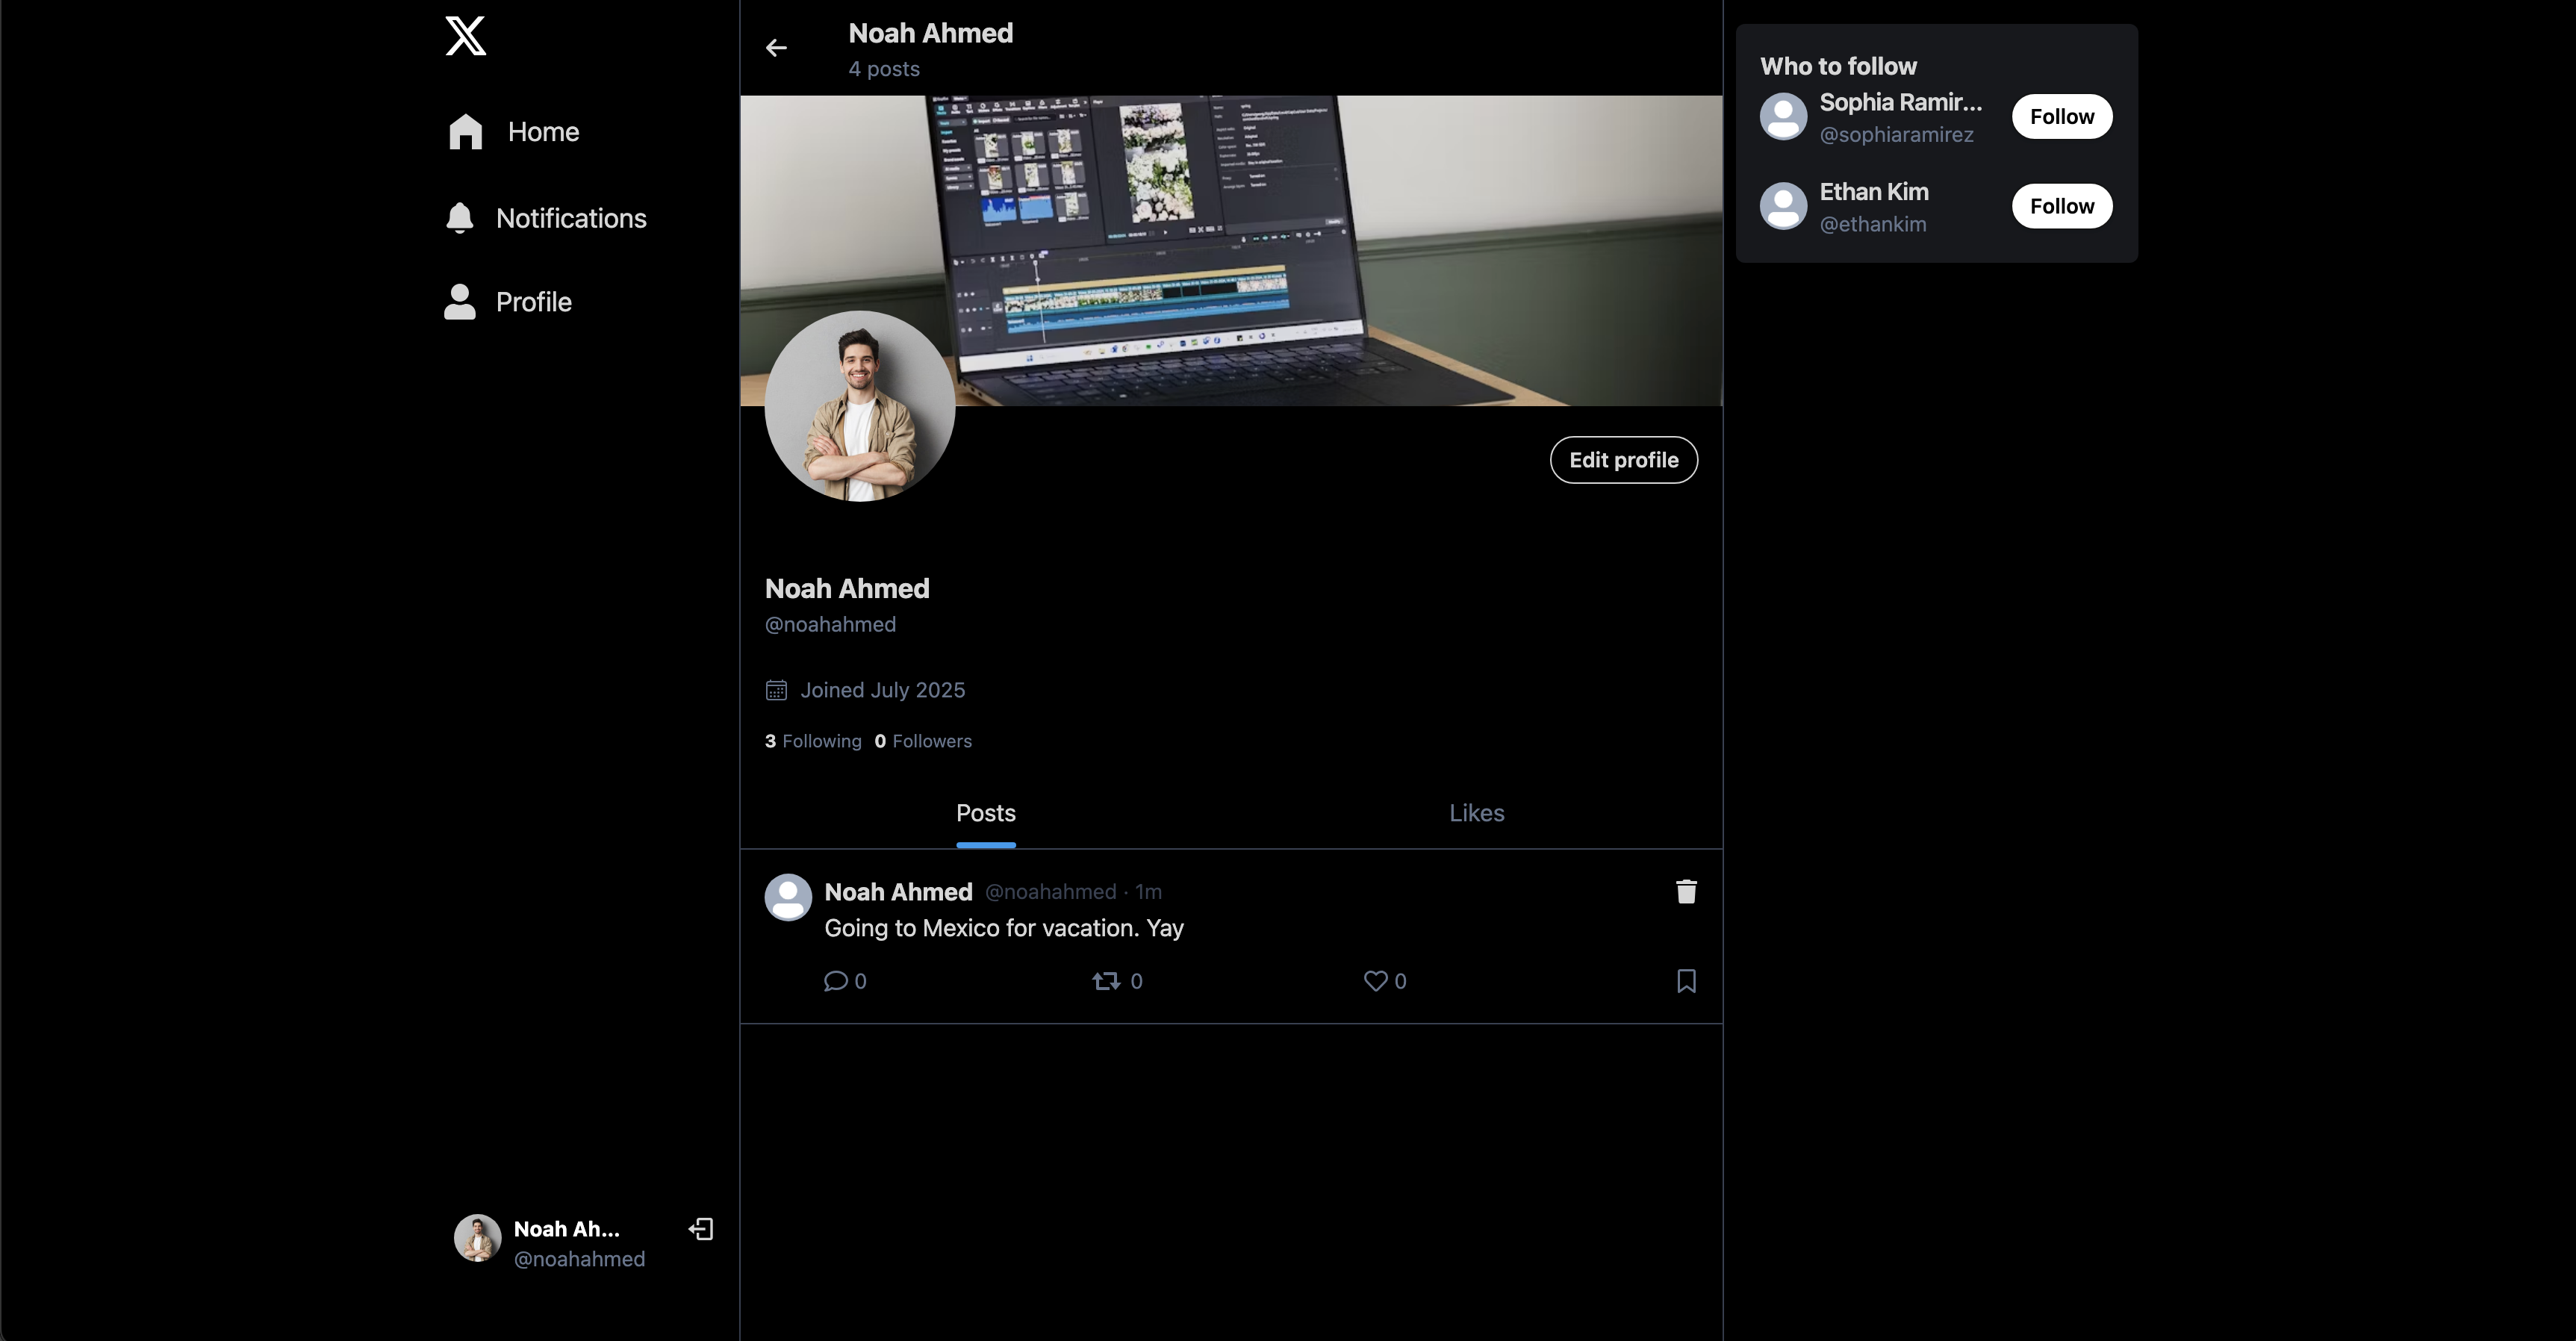 Home
Notifications
Profile
Noah Ah...
@noahahmed
Noah Ahmed
4 posts
Edit profile
Noah Ahmed
@noahahmed
Joined July 2025
3 Following 0 Followers
Posts
Likes
Noah Ahmed @noahahmed · 1m
Going to Mexico for vacation. Yay
0
0
0
Who to follow
Sophia Ramir...
@sophiaramirez
Follow
Ethan Kim
@ethankim
Follow